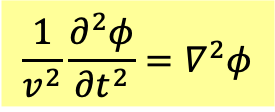 1/v² ∂²ϕ/∂t² = ∇²ϕ